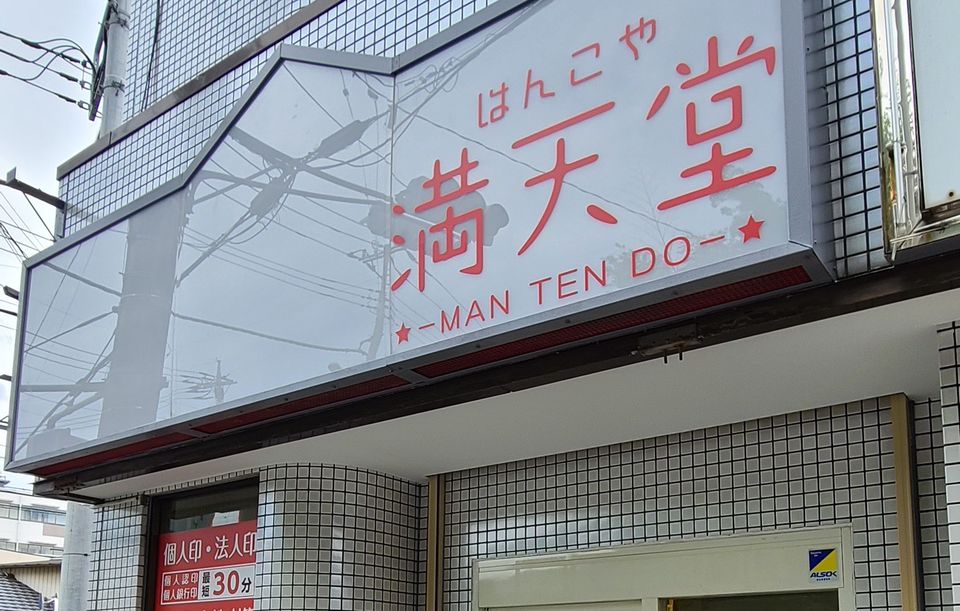 はんこや
満天堂
★-MAN TEN DO-★
個人印・法人印
個人認印
個人銀行印
最短
30分
ALSOK